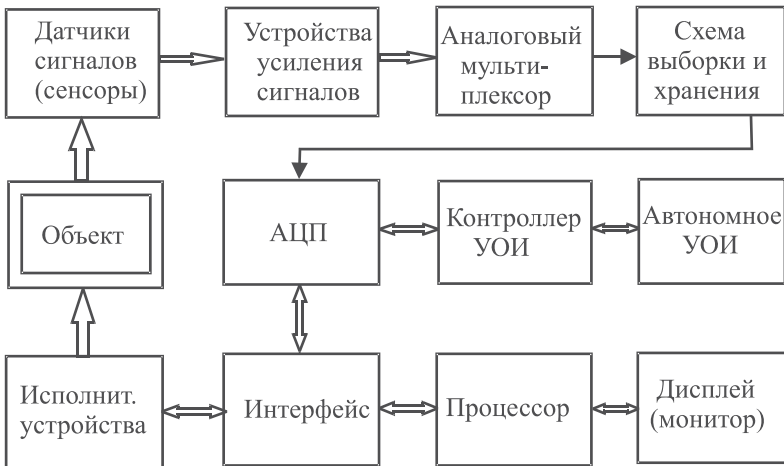 Датчики
сигналов
(сенсоры)
Устройства
усиления
сигналов
Аналоговый
мульти-
плексор
Схема
выборки и
хранения
Объект
АЦП
Контроллер
УОИ
Автономное
УОИ
Исполнит.
устройства
Интерфейс
Процессор
Дисплей
(монитор)